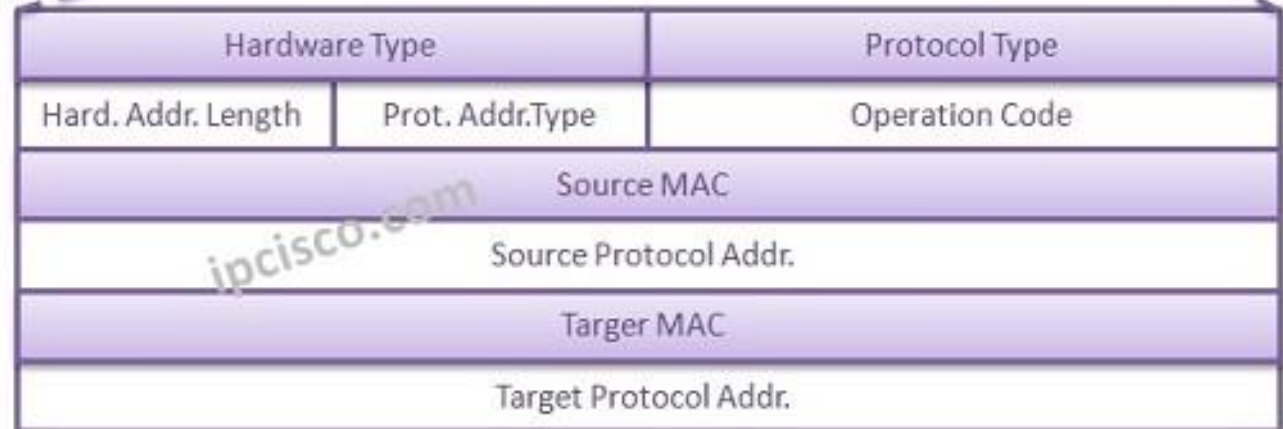 Hardware Type
Protocol Type
Hard. Addr. Length
Prot. Addr.Type
Operation Code
Source MAC
ipcisco.com
Source Protocol Addr.
Targer MAC
Target Protocol Addr.